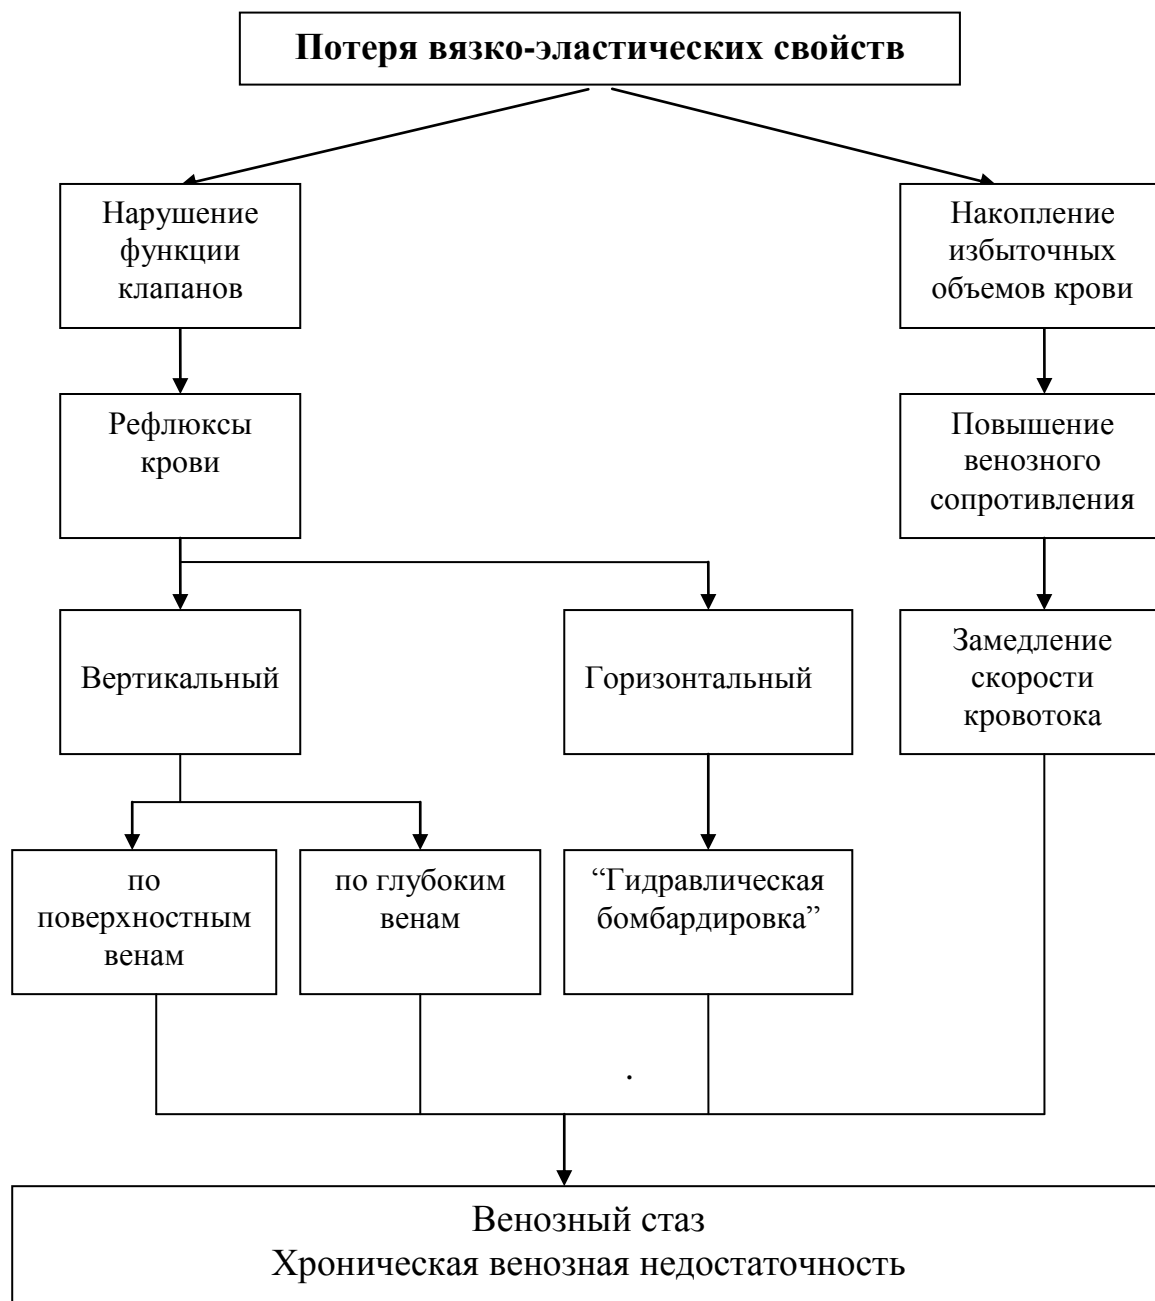 Потеря вязко-эластических свойств
Нарушение
функции
клапанов
Накопление
избыточных
объемов крови
Рефлюксы
крови
Повышение
венозного
сопротивления
Вертикальный
Горизонтальный
Замедление
скорости
кровотока
по
поверхностным
венам
по глубоким
венам
“Гидравлическая
бомбардировка”
.
Венозный стаз
Хроническая венозная недостаточность